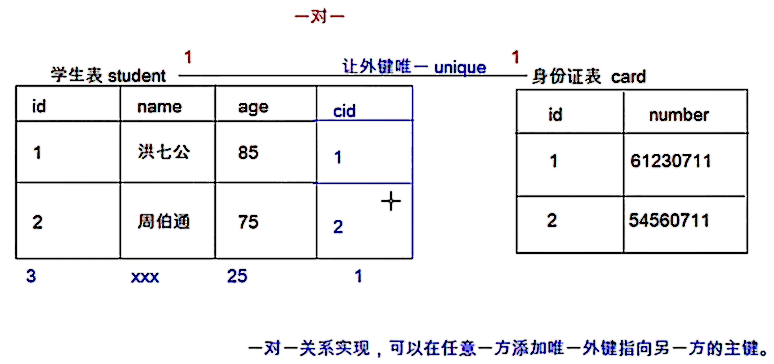 一对一
1 让外键唯一 unique 1
学生表 student 身份证表 card
id name age cid
1 洪七公 85 1
2 周伯通 75 2
3 xxx 25 1
id number
1 61230711
2 54560711
一对一关系实现，可以在任意一方添加唯一外键指向另一方的主键。